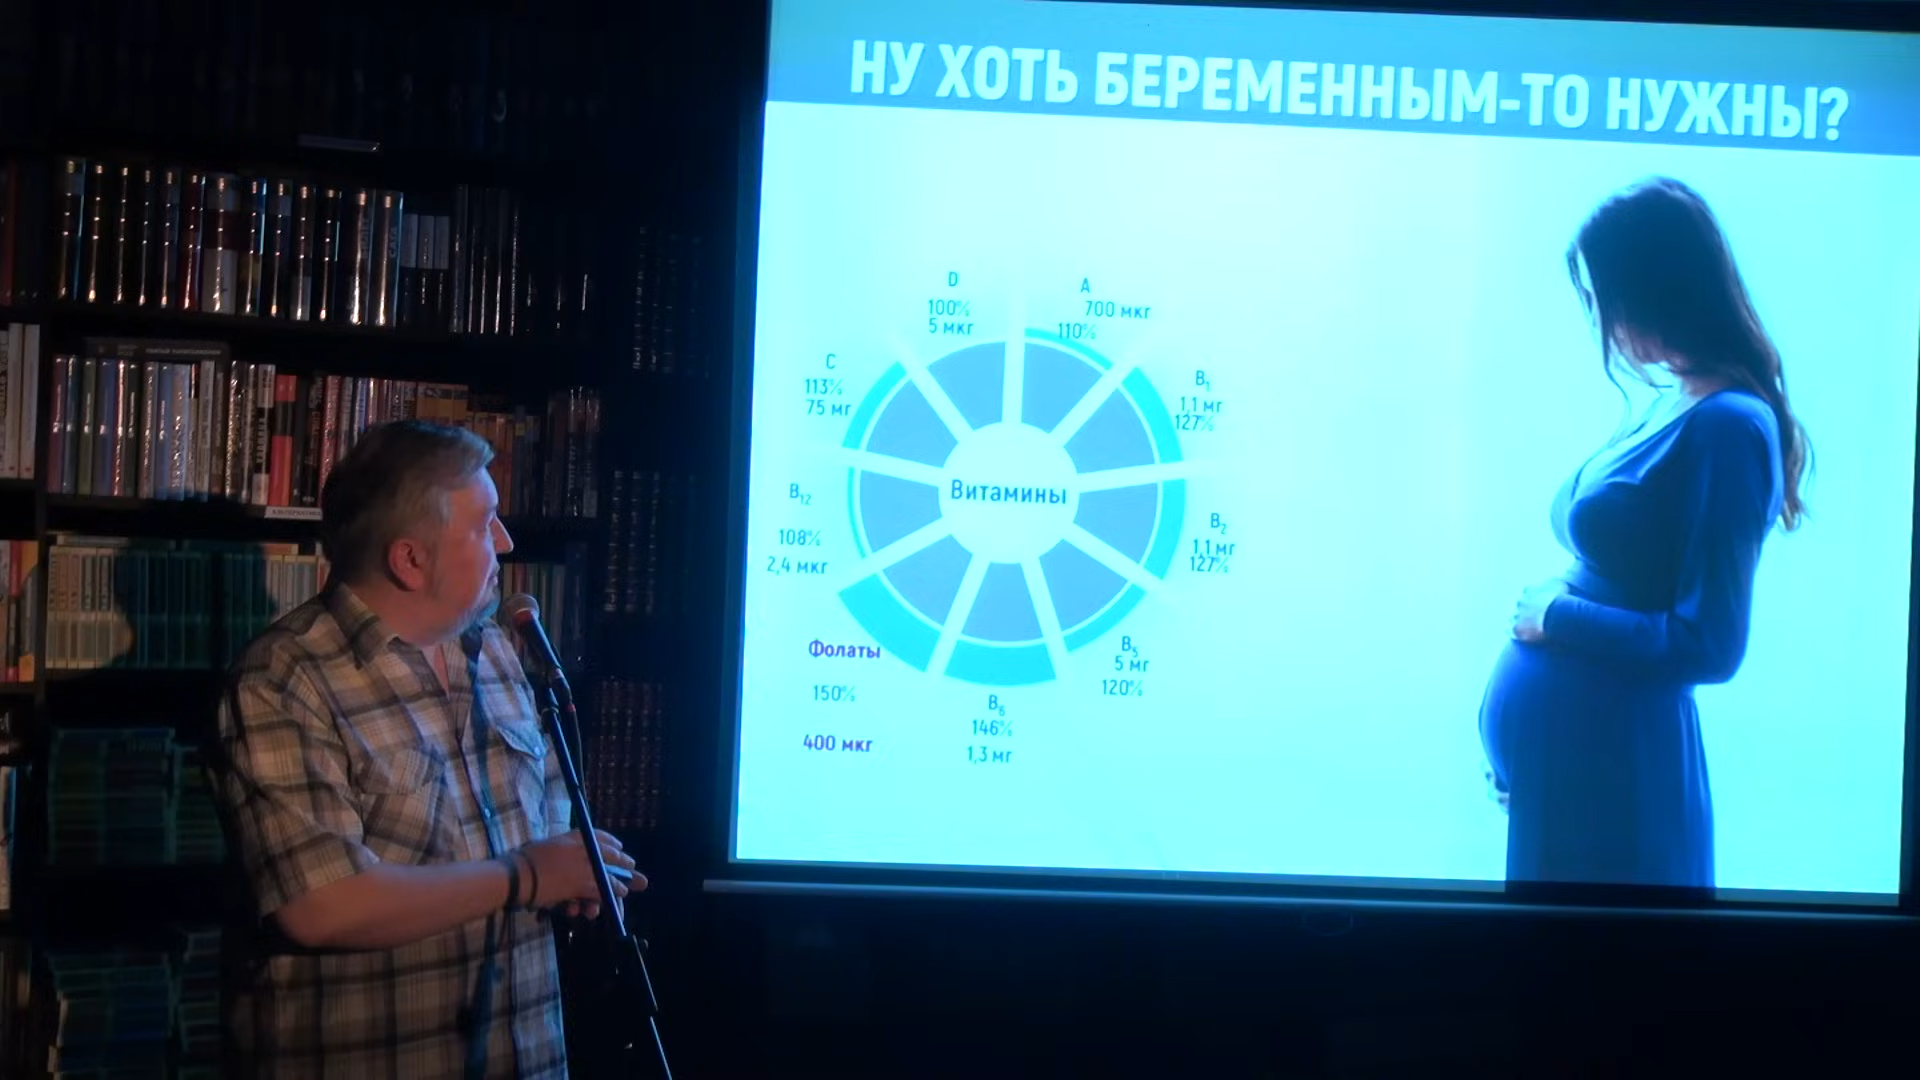 НУ ХОТЬ БЕРЕМЕННЫМ-ТО НУЖНЫ?
D
100%
5 мкг
A
700 мкг
110%
C
113%
75 мг
B₁
1,1 мг
127%
Витамины
B₁₂
108%
2,4 мкг
B₂
1,1 мг
127%
Фолаты
150%
400 мкг
B₆
146%
1,3 мг
B₅
5 мг
120%